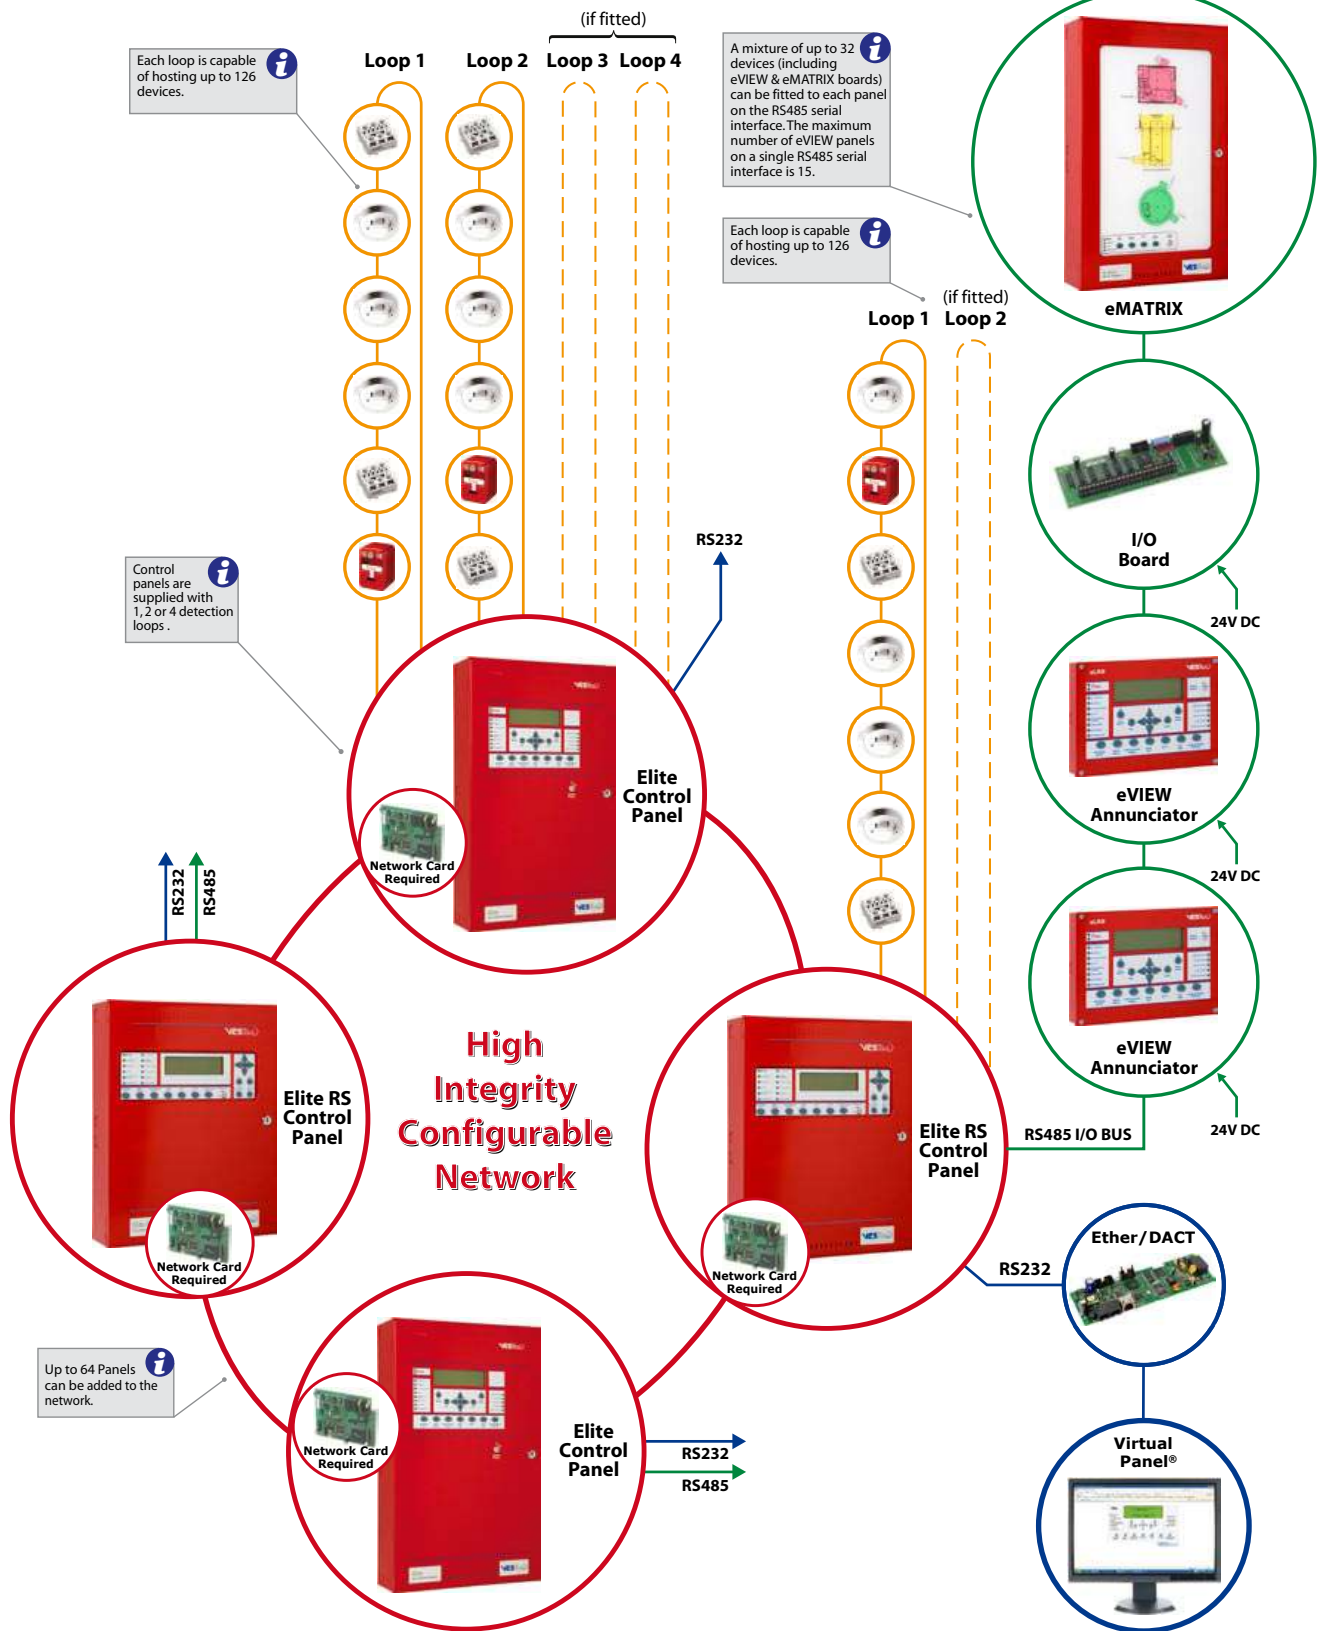 (if fitted)
Loop 1 Loop 2 Loop 3 Loop 4
Each loop is capable
of hosting up to 126
devices.
A mixture of up to 32
devices (including
eVIEW & eMATRIX boards)
can be fitted to each panel
on the RS485 serial
interface. The maximum
number of eVIEW panels
on a single RS485 serial
interface is 15.
Each loop is capable
of hosting up to 126
devices.
eMATRIX
(if fitted)
Loop 1 Loop 2
I/O
Board
24V DC
RS232
Control
panels are
supplied with
1, 2 or 4 detection
loops .
Elite
Control
Panel
Network Card
Required
eVIEW
Annunciator
24V DC
RS232
RS485
eVIEW
Annunciator
24V DC
High
Integrity
Configurable
Network
Elite RS
Control
Panel
Network Card
Required
Elite RS
Control
Panel
RS485 I/O BUS
Network Card
Required
Ether/DACT
RS232
Up to 64 Panels
can be added to the
network.
Network Card
Required
Elite
Control
Panel
RS232
RS485
Virtual
Panel®